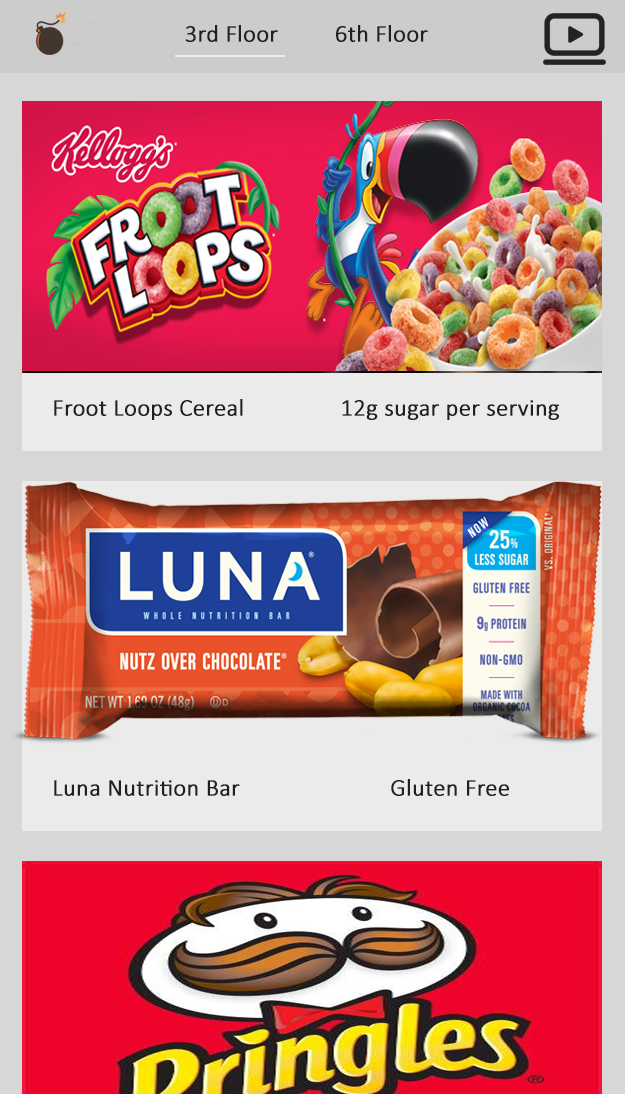 3rd Floor 6th Floor
Kellogg's
FROOT
LOOPS
Froot Loops Cereal 12g sugar per serving
NOW
25%
LESS SUGAR
VS. ORIGINAL*
LUNA®
WHOLE NUTRITION BAR
GLUTEN FREE
9g PROTEIN
NUTZ OVER CHOCOLATE®
NON-GMO
NET WT 1.69 OZ (48g) U D
MADE WITH
ORGANIC COCOA
Luna Nutrition Bar Gluten Free
Pringles®